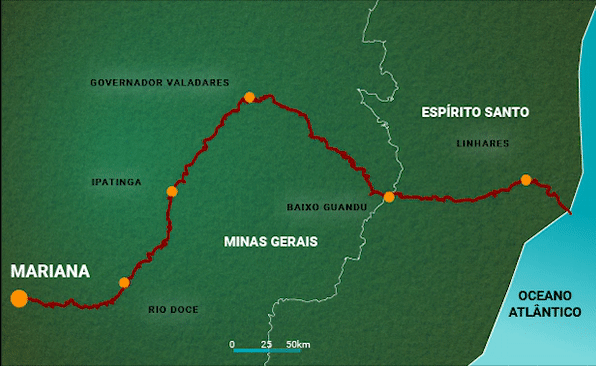 GOVERNADOR VALADARES
ESPÍRITO SANTO
LINHARES
IPATINGA
BAIXO GUANDU
MINAS GERAIS
MARIANA
RIO DOCE
OCEANO
ATLÂNTICO
0 25 50km